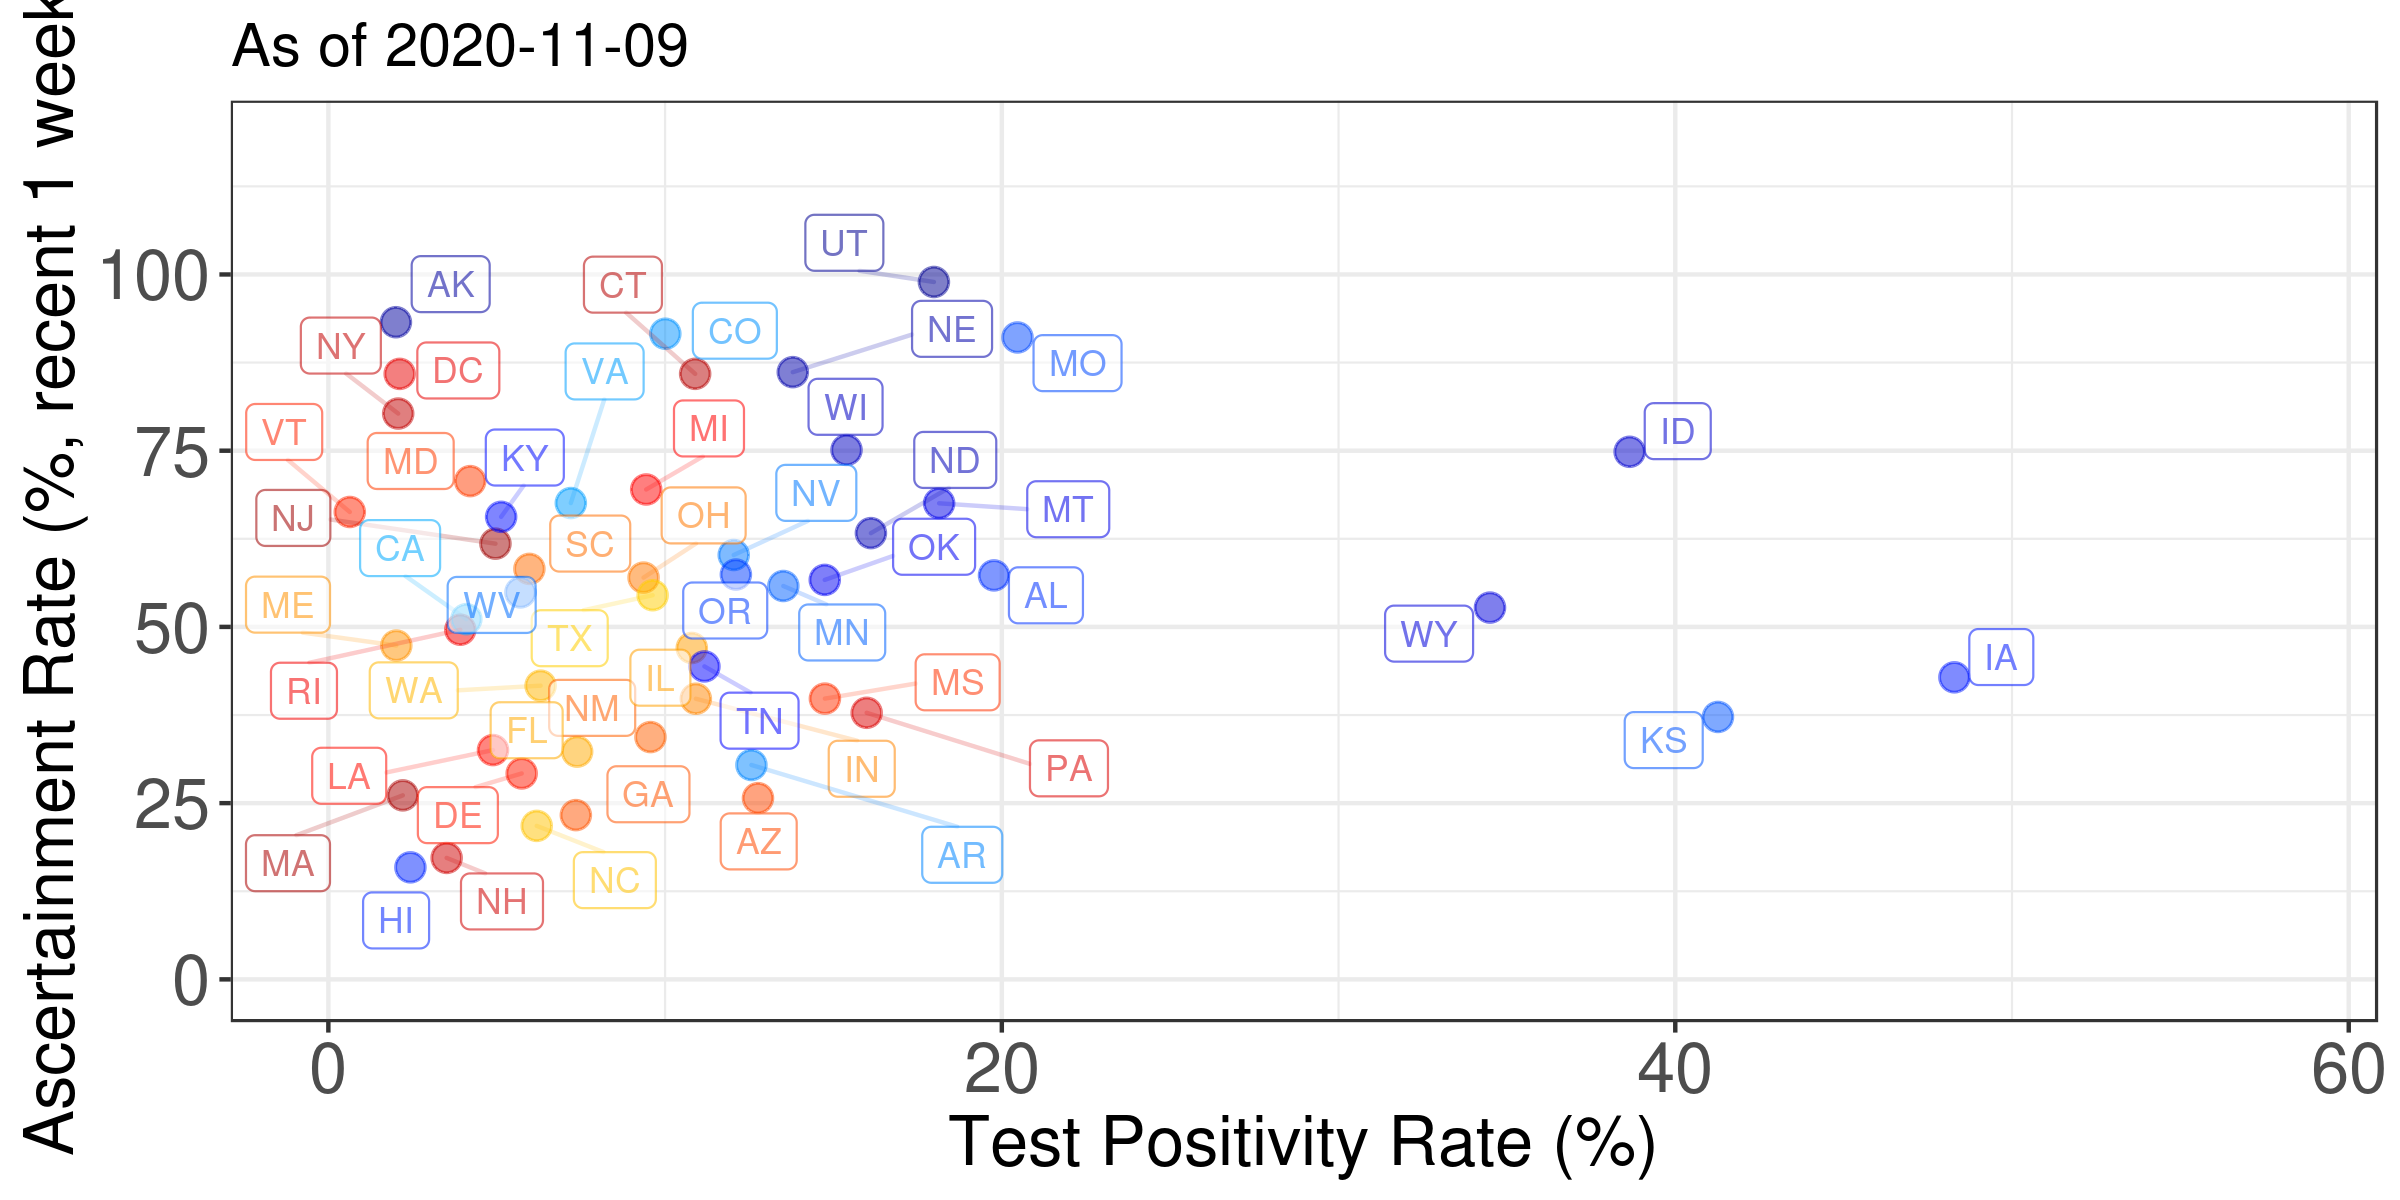 As of 2020-11-09
Ascertainment Rate (%, recent 1 week
100
75
50
25
0
UT
AK
CT
NE
CO
NY
MO
DC
VA
WI
MI
VT
ID
KY
ND
MD
NV
MT
OH
NJ
SC
OK
CA
AL
ME
WV
OR
MN
WY
TX
IA
IL
MS
RI
WA
NM
TN
FL
KS
IN
PA
LA
GA
DE
AZ
AR
MA
NC
NH
HI
0
20
40
60
Test Positivity Rate (%)